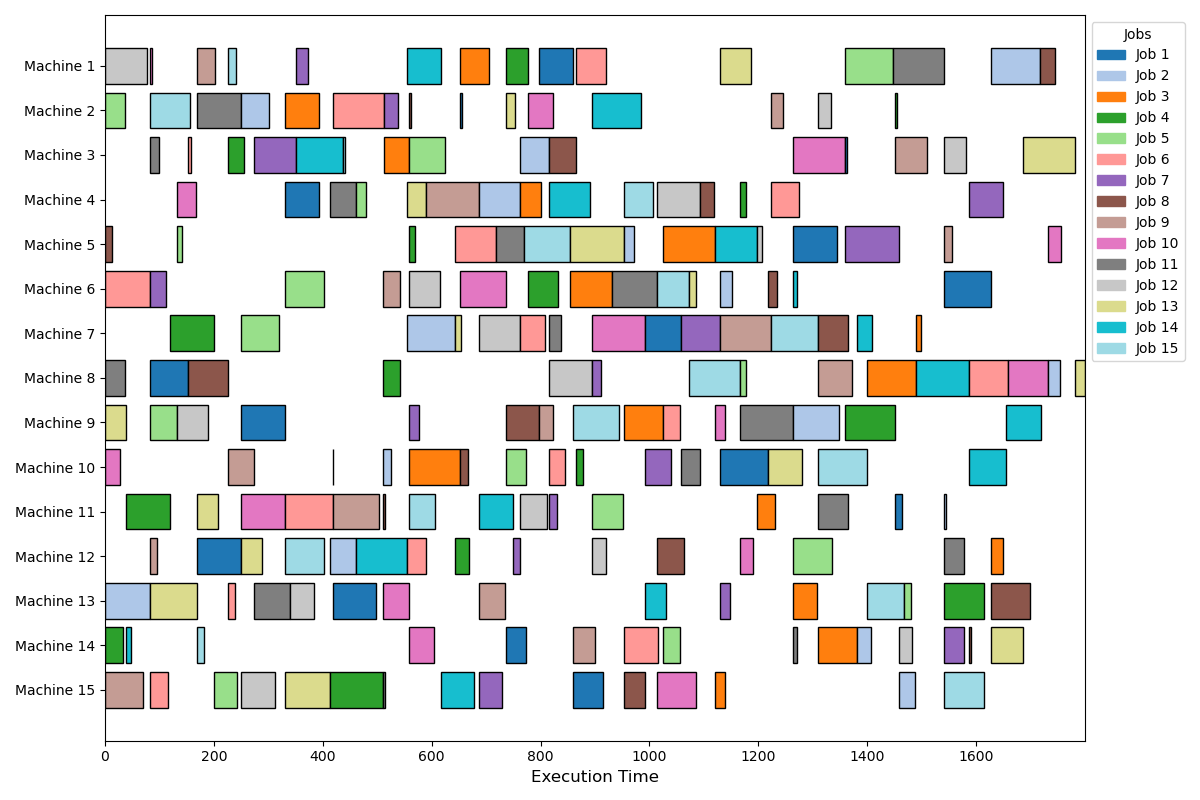 Machine 1
Machine 2
Machine 3
Machine 4
Machine 5
Machine 6
Machine 7
Machine 8
Machine 9
Machine 10
Machine 11
Machine 12
Machine 13
Machine 14
Machine 15
0 200 400 600 800 1000 1200 1400 1600
Execution Time
Jobs
Job 1
Job 2
Job 3
Job 4
Job 5
Job 6
Job 7
Job 8
Job 9
Job 10
Job 11
Job 12
Job 13
Job 14
Job 15